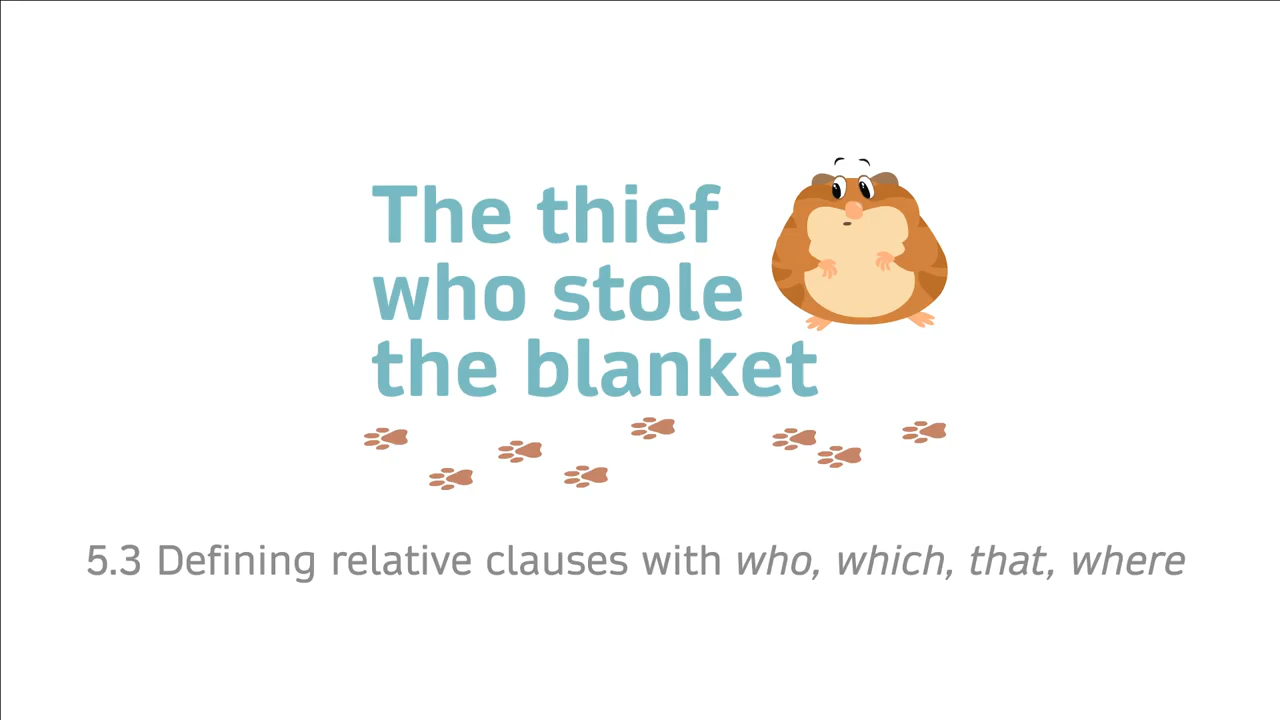 The thief
who stole
the blanket
5.3 Defining relative clauses with who, which, that, where